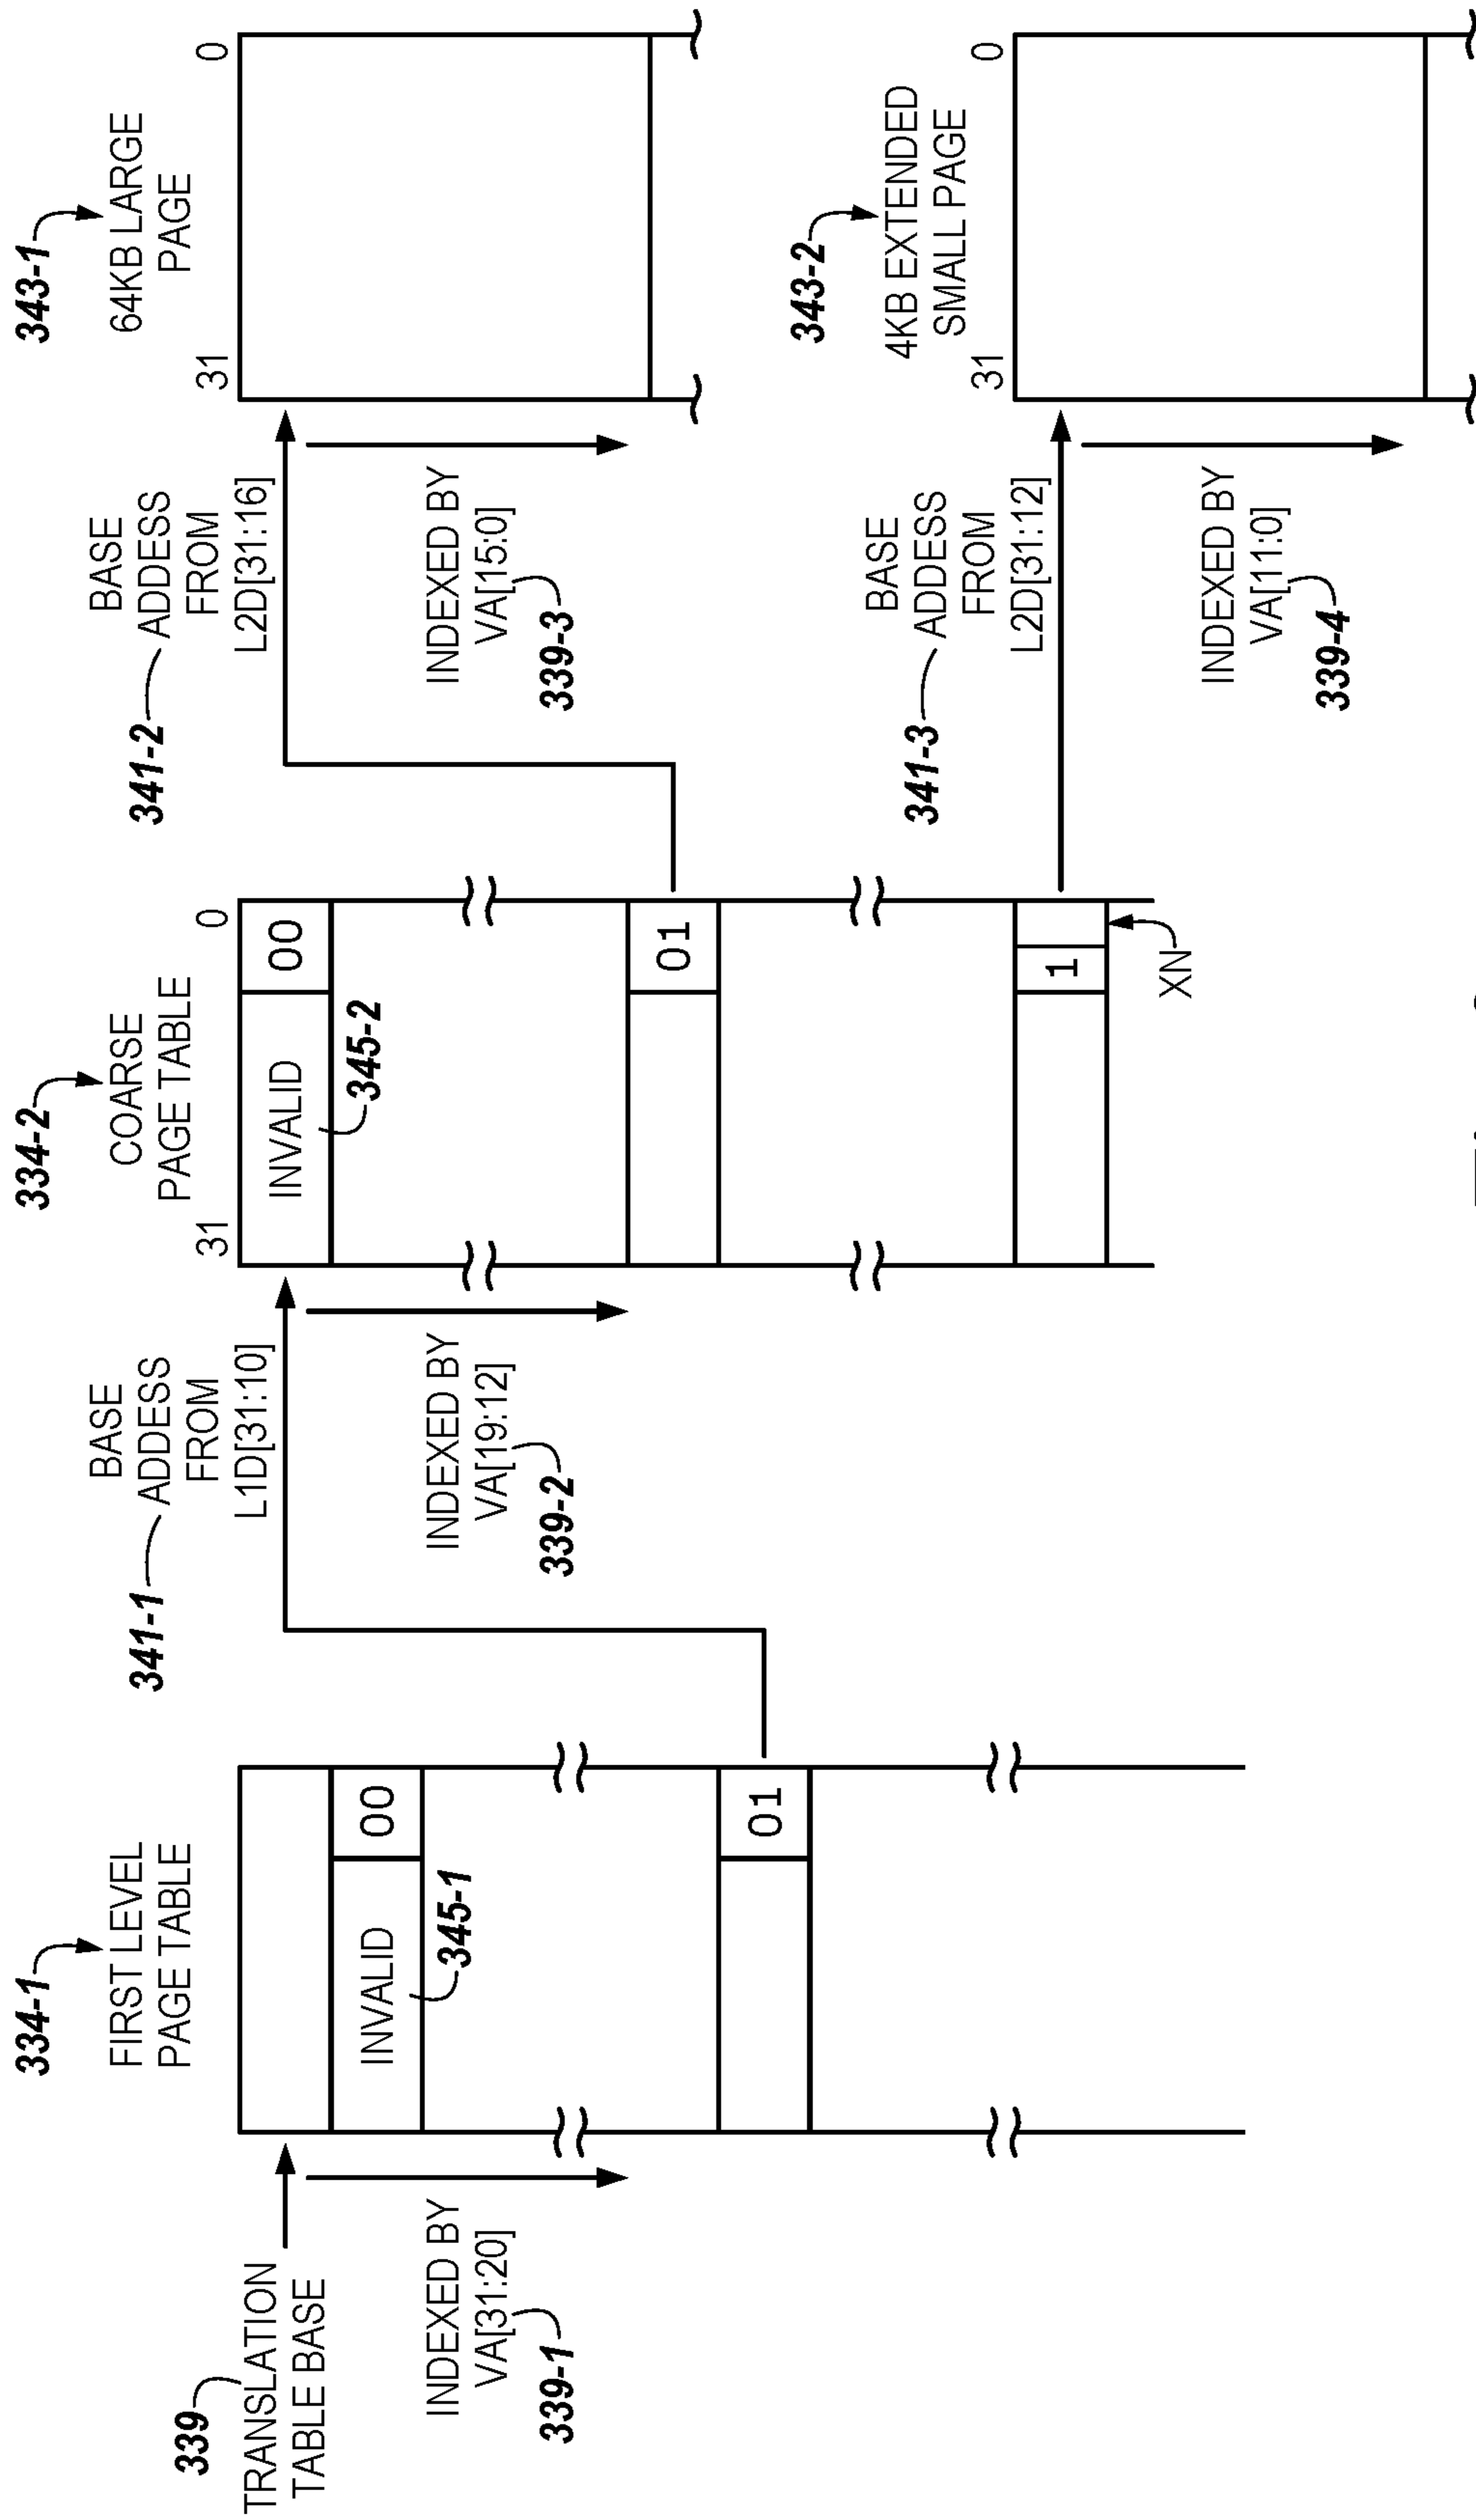 334-1
FIRST LEVEL
PAGE TABLE
339
TRANSLATION
TABLE BASE
INDEXED BY
VA[31:20]
339-1
INVALID
00
345-1
01
341-1
BASE
ADDESS
FROM
L1D[31:10]
INDEXED BY
VA[19:12]
339-2
334-2
COARSE
PAGE TABLE
31
0
INVALID
00
345-2
01
1
XN
341-2
BASE
ADDESS
FROM
L2D[31:16]
INDEXED BY
VA[15:0]
339-3
343-1
64KB LARGE
PAGE
31
0
341-3
BASE
ADDESS
FROM
L2D[31:12]
INDEXED BY
VA[11:0]
339-4
343-2
4KB EXTENDED
SMALL PAGE
31
0